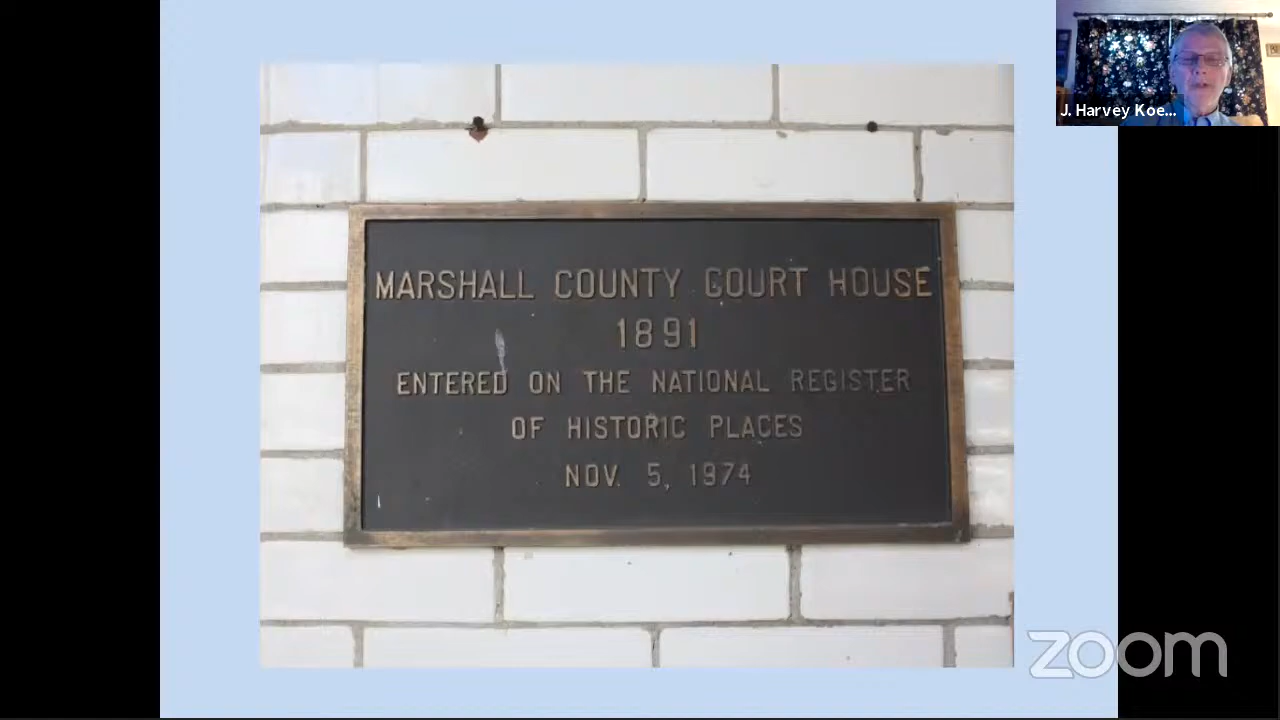 J. Harvey Koe...
MARSHALL COUNTY COURT HOUSE
1891
ENTERED ON THE NATIONAL REGISTER
OF HISTORIC PLACES
NOV. 5, 1974
zoom